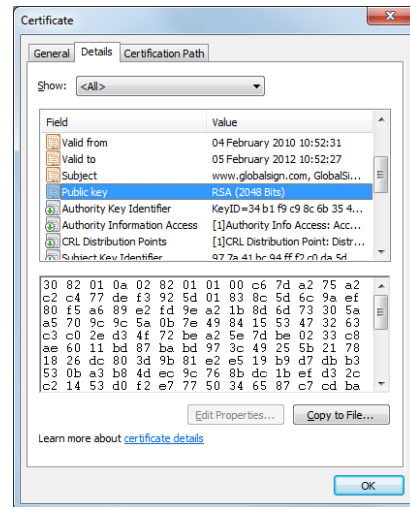 Certificate
General Details Certification Path
Show: <All>
Field Value
Valid from 04 February 2010 10:52:31
Valid to 05 February 2012 10:52:27
Subject www.globalsign.com, GlobalSi...
Public key RSA (2048 Bits)
Authority Key Identifier KeyID=34 b1 f9 c9 8c 6b 35 4...
Authority Information Access [1]Authority Info Access: Acc...
CRL Distribution Points [1]CRL Distribution Point: Distr...
Subject Key Identifier 97 7a 41 bc 94 ff f2 c0 da 5d
30 82 01 0a 02 82 01 01 00 c6 7d a2 75 a2
c2 c4 77 de f3 92 5d 01 83 8c 5d 6c 9a ef
80 f5 a6 89 e2 fd 9e a2 1b 8d 6d 73 30 5a
a5 70 9c 9c 5a 0b 7e 49 84 15 53 47 32 63
c3 c0 2e d3 4f 72 be a2 5e 7d be 02 33 c8
ae 60 11 bd 87 ba bd 97 3c 49 25 5b 21 78
18 26 dc 80 3d 9b 81 e2 e5 19 b9 d7 db b3
53 0b a3 b8 4d ec 9c 76 8b dc 1b ef d3 2c
c2 14 53 d0 f2 e7 77 50 34 65 87 c7 cd ba
Edit Properties... Copy to File...
Learn more about certificate details
OK